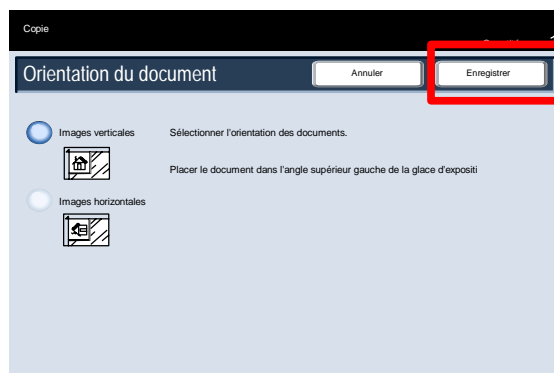 Copie
Orientation du document
Annuler
Enregistrer
Images verticales
Sélectionner l'orientation des documents.
Placer le document dans l'angle supérieur gauche de la glace d'expositi
Images horizontales